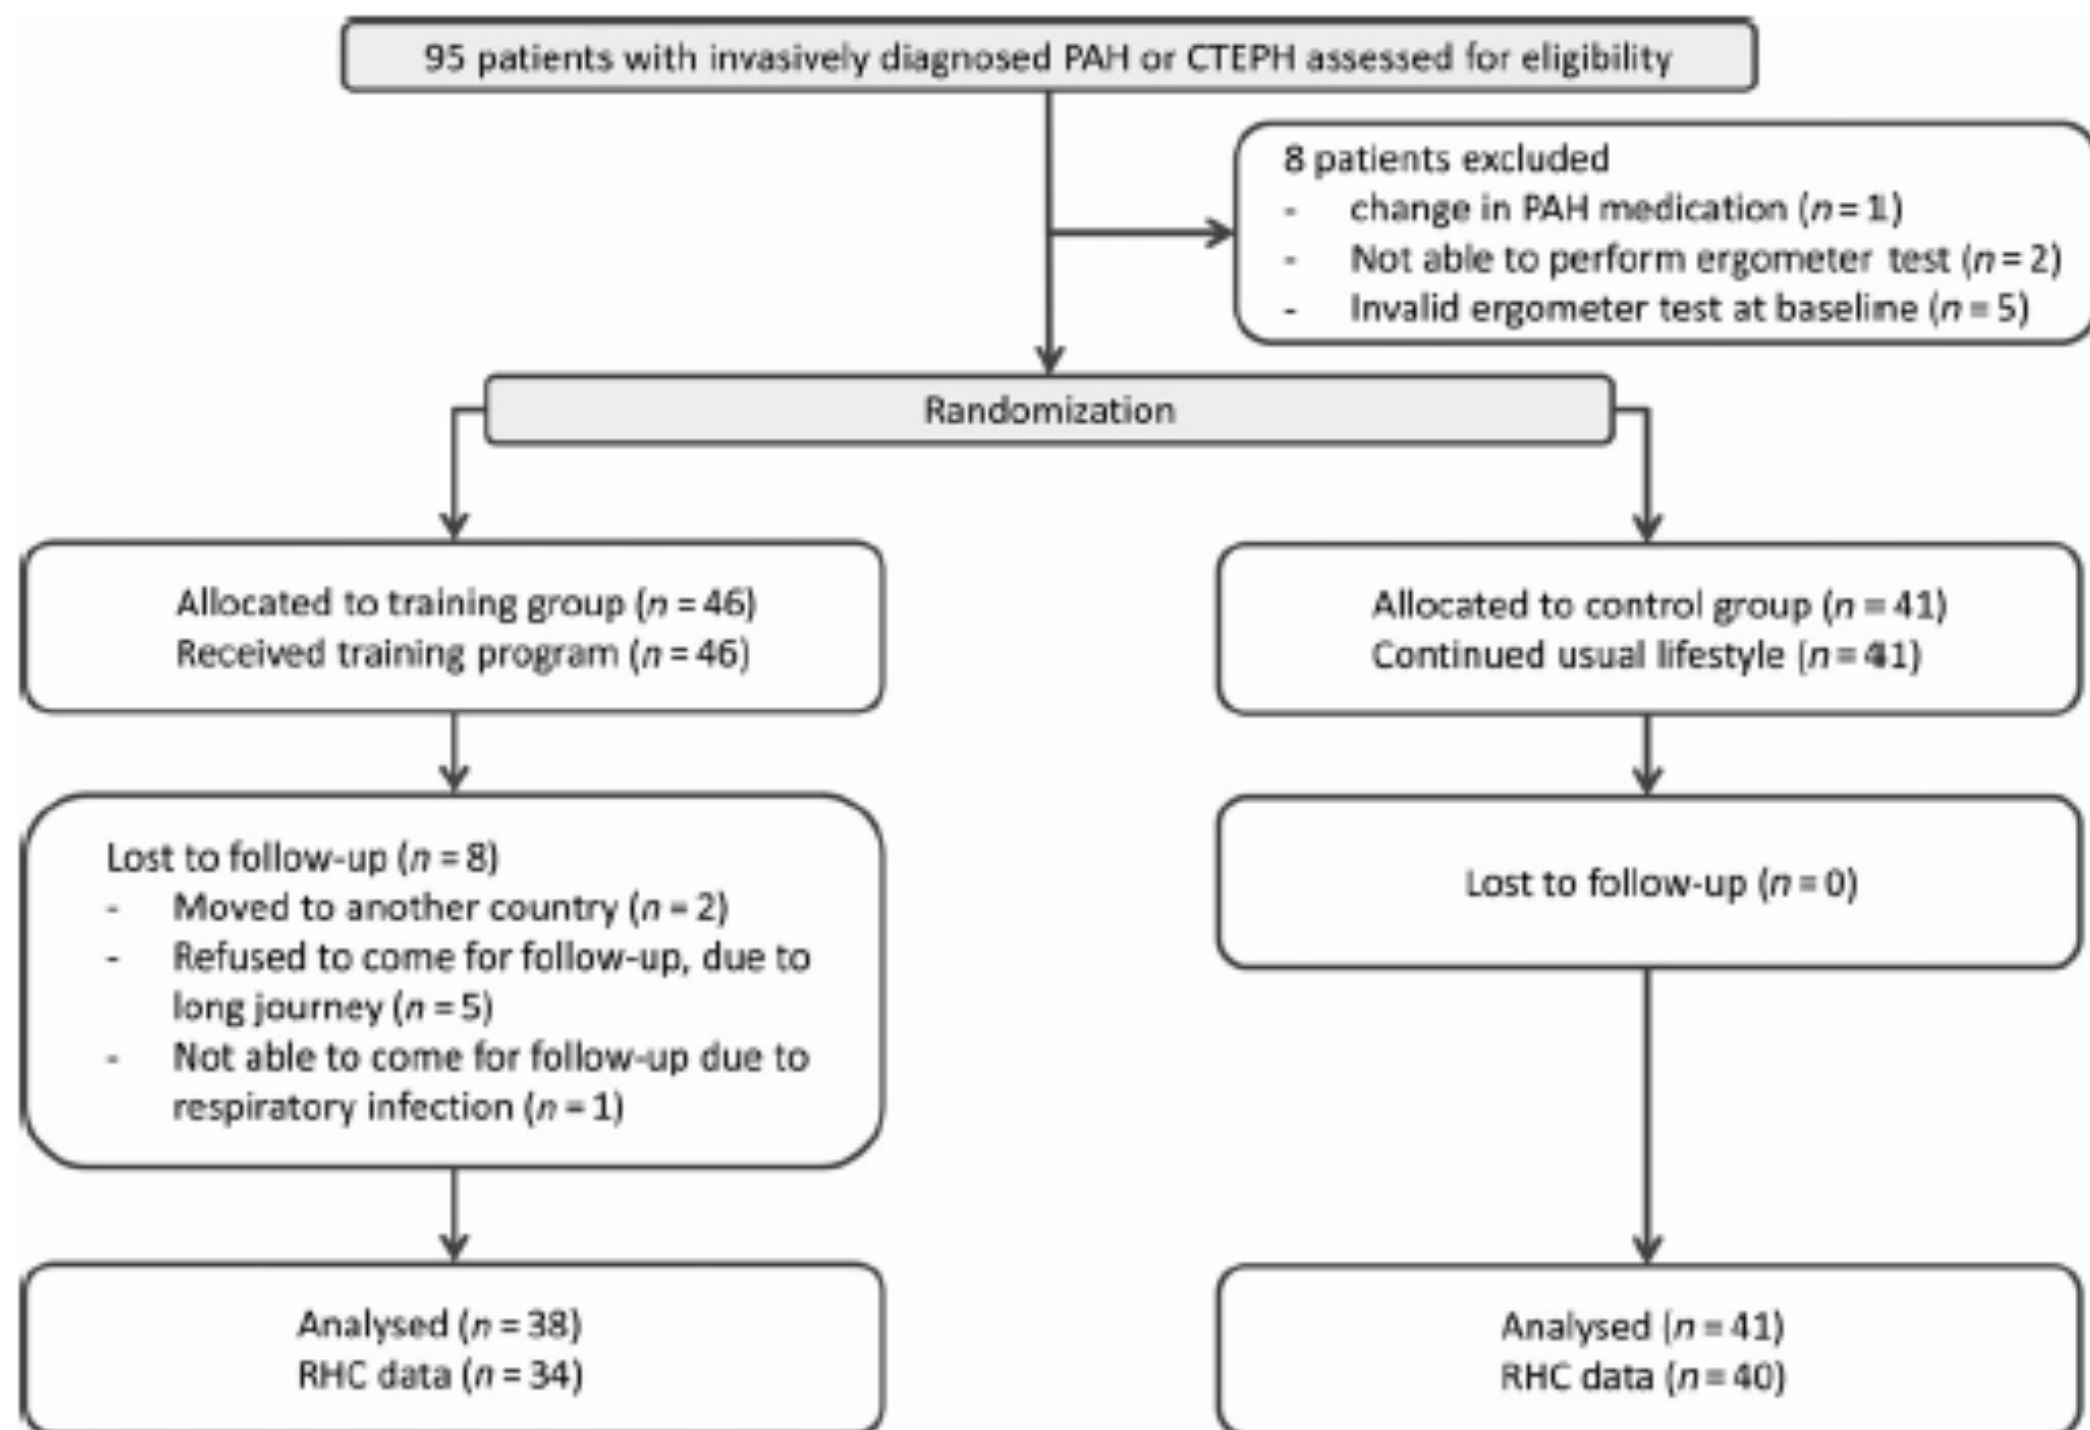 95 patients with invasively diagnosed PAH or CTEPH assessed for eligibility
8 patients excluded
- change in PAH medication (n = 1)
- Not able to perform ergometer test (n = 2)
- Invalid ergometer test at baseline (n = 5)
Randomization
Allocated to training group (n = 46)
Received training program (n = 46)
Allocated to control group (n = 41)
Continued usual lifestyle (n = 41)
Lost to follow-up (n = 8)
- Moved to another country (n = 2)
- Refused to come for follow-up, due to
long journey (n = 5)
- Not able to come for follow-up due to
respiratory infection (n = 1)
Lost to follow-up (n = 0)
Analysed (n = 38)
RHC data (n = 34)
Analysed (n = 41)
RHC data (n = 40)